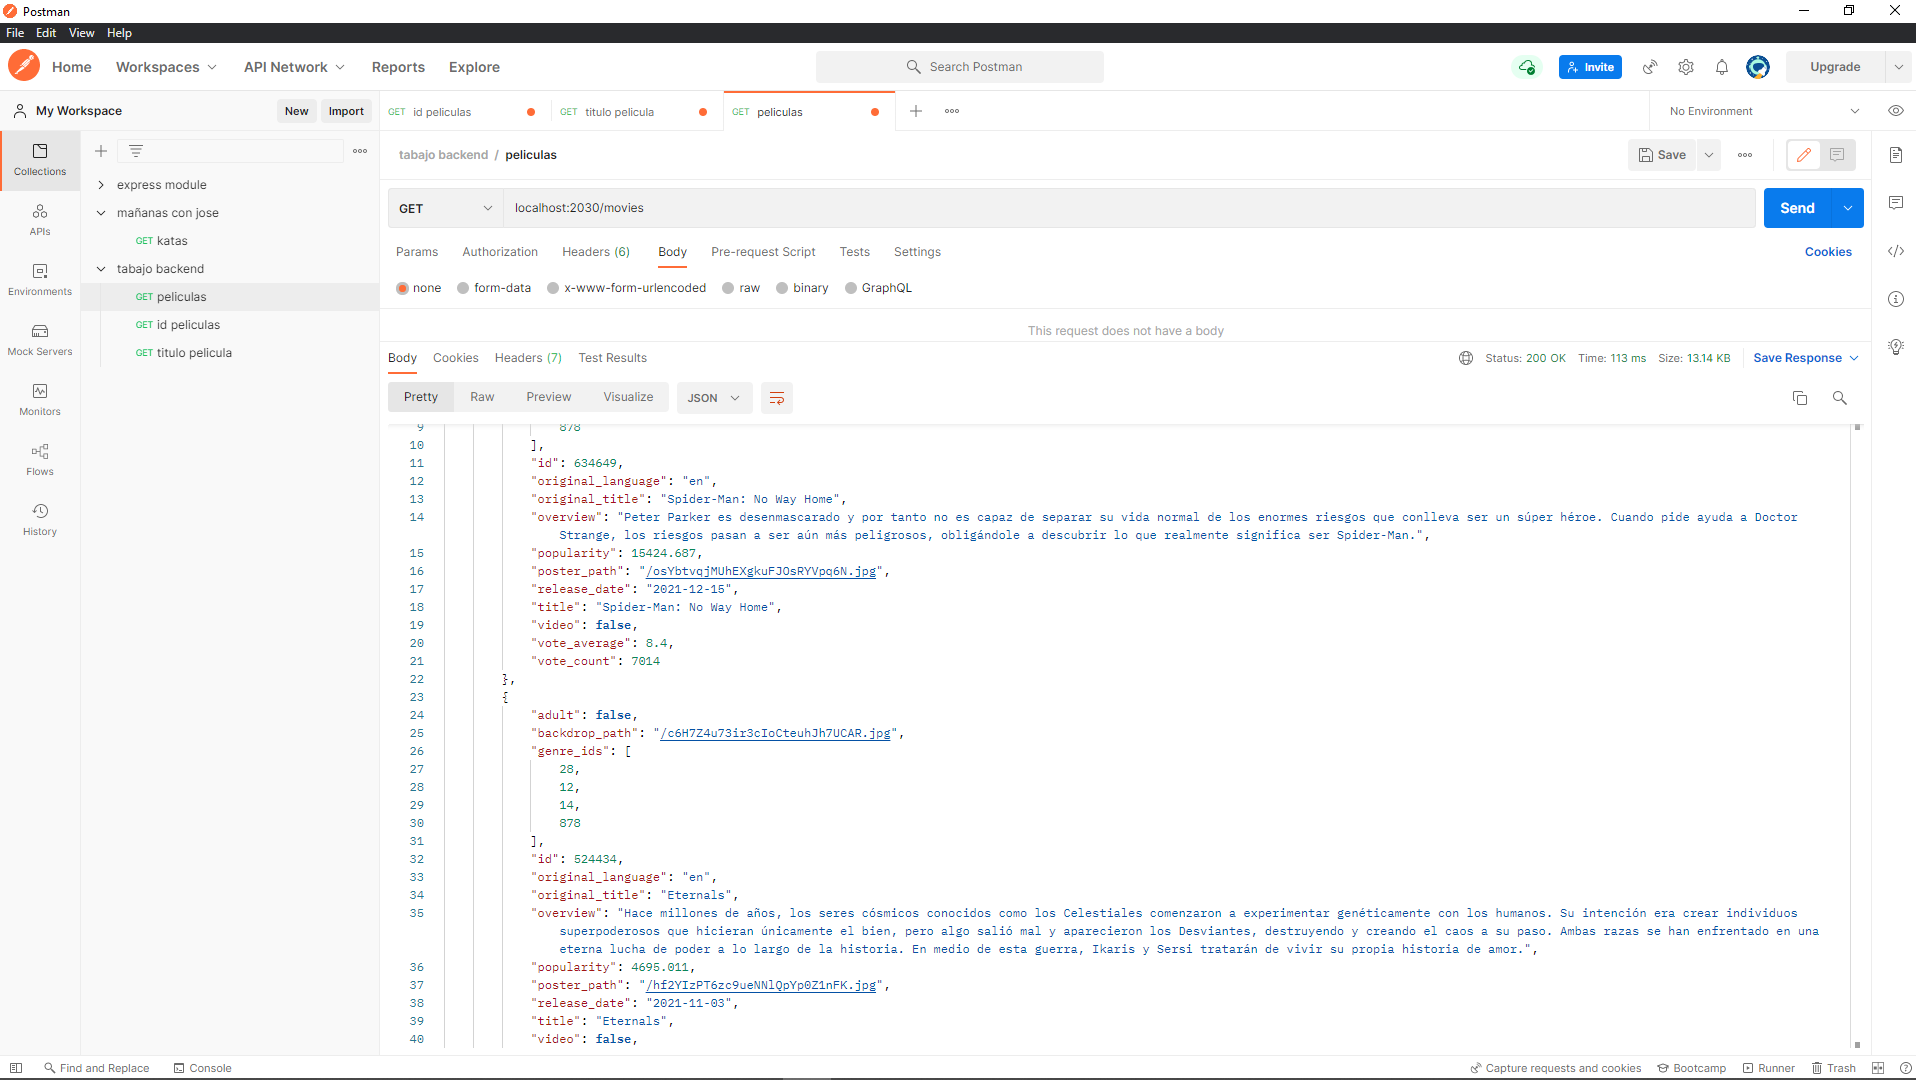 Postman
File Edit View Help
Home Workspaces API Network Reports Explore Search Postman Invite Upgrade
My Workspace New Import GET id peliculas GET titulo pelicula GET peliculas No Environment
Collections
APIs
Environments
Mock Servers
Monitors
Flows
History
express module
mañanas con jose
GET katas
tabajo backend
GET peliculas
GET id peliculas
GET titulo pelicula
tabajo backend / peliculas Save
GET localhost:2030/movies Send
Params Authorization Headers (6) Body Pre-request Script Tests Settings Cookies
none form-data x-www-form-urlencoded raw binary GraphQL
This request does not have a body
Body Cookies Headers (7) Test Results Status: 200 OK Time: 113 ms Size: 13.14 KB Save Response
Pretty Raw Preview Visualize JSON
9 878
10 ],
11 "id": 634649,
12 "original_language": "en",
13 "original_title": "Spider-Man: No Way Home",
14 "overview": "Peter Parker es desenmascarado y por tanto no es capaz de separar su vida normal de los enormes riesgos que conlleva ser un súper héroe. Cuando pide ayuda a Doctor
Strange, los riesgos pasan a ser aún más peligrosos, obligándole a descubrir lo que realmente significa ser Spider-Man.",
15 "popularity": 15424.687,
16 "poster_path": "/osYbtvqjMUhEXgkuFJOsRYVpq6N.jpg",
17 "release_date": "2021-12-15",
18 "title": "Spider-Man: No Way Home",
19 "video": false,
20 "vote_average": 8.4,
21 "vote_count": 7014
22 },
23 {
24 "adult": false,
25 "backdrop_path": "/c6H7Z4u73ir3cIoCteuhJh7UCAR.jpg",
26 "genre_ids": [
27 28,
28 12,
29 14,
30 878
31 ],
32 "id": 524434,
33 "original_language": "en",
34 "original_title": "Eternals",
35 "overview": "Hace millones de años, los seres cósmicos conocidos como los Celestiales comenzaron a experimentar genéticamente con los humanos. Su intención era crear individuos
superpoderosos que hicieran únicamente el bien, pero algo salió mal y aparecieron los Desviantes, destruyendo y creando el caos a su paso. Ambas razas se han enfrentado en una
eterna lucha de poder a lo largo de la historia. En medio de esta guerra, Ikaris y Sersi tratarán de vivir su propia historia de amor.",
36 "popularity": 4695.011,
37 "poster_path": "/hf2YIzPT6zc9ueNNlQpYp0Z1nFK.jpg",
38 "release_date": "2021-11-03",
39 "title": "Eternals",
40 "video": false,
Find and Replace Console Capture requests and cookies Bootcamp Runner Trash